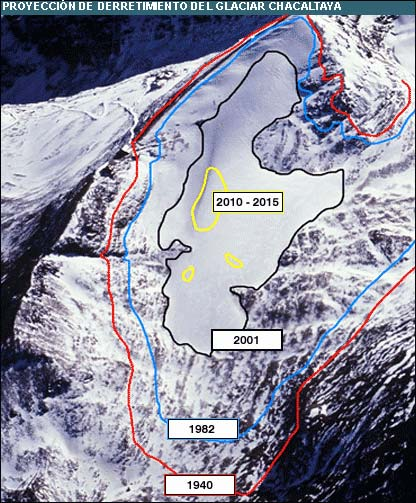 PROYECCIÓN DE DERRETIMIENTO DEL GLACIAR CHACALTAYA
2010 - 2015
2001
1982
1940